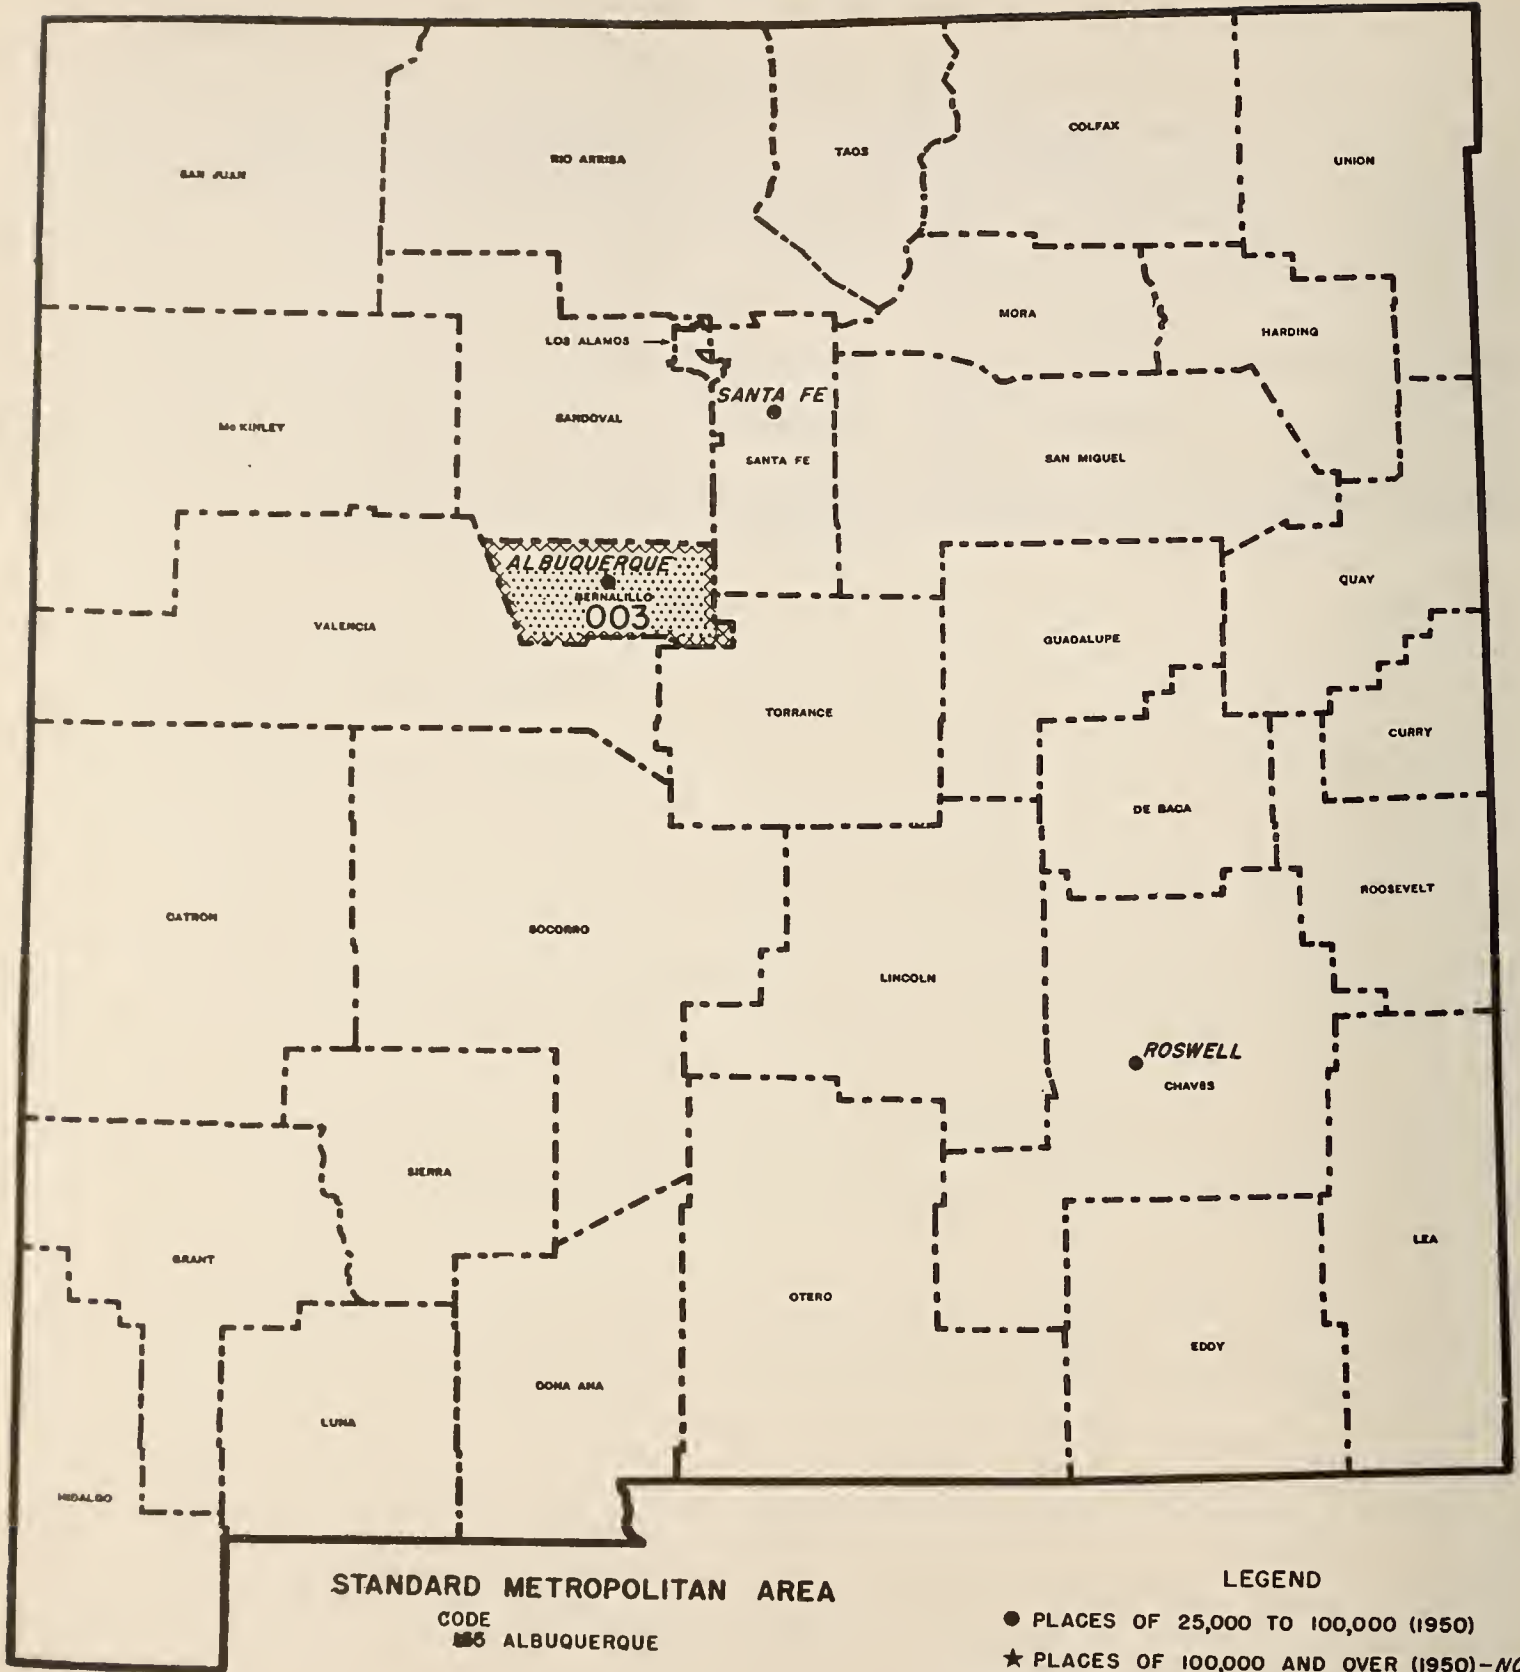 COLFAX
TAOS
RIO ARRIBA
UNION
SAN JUAN
MORA
HARDING
LOS ALAMOS
SANTA FE
SANDOVAL
Mc KINLEY
SANTA FE
SAN MIGUEL
ALBUQUERQUE
QUAY
BERNALILLO
003
VALENCIA
GUADALUPE
TORRANCE
CURRY
DE BACA
ROOSEVELT
CATRON
SOCORRO
LINCOLN
ROSWELL
CHAVES
SIERRA
LEA
GRANT
OTERO
EDDY
DONA ANA
LUNA
HIDALGO
STANDARD METROPOLITAN AREA
CODE
ALBUQUERQUE
LEGEND
PLACES OF 25,000 TO 100,000 (1950)
PLACES OF 100,000 AND OVER (1950)-